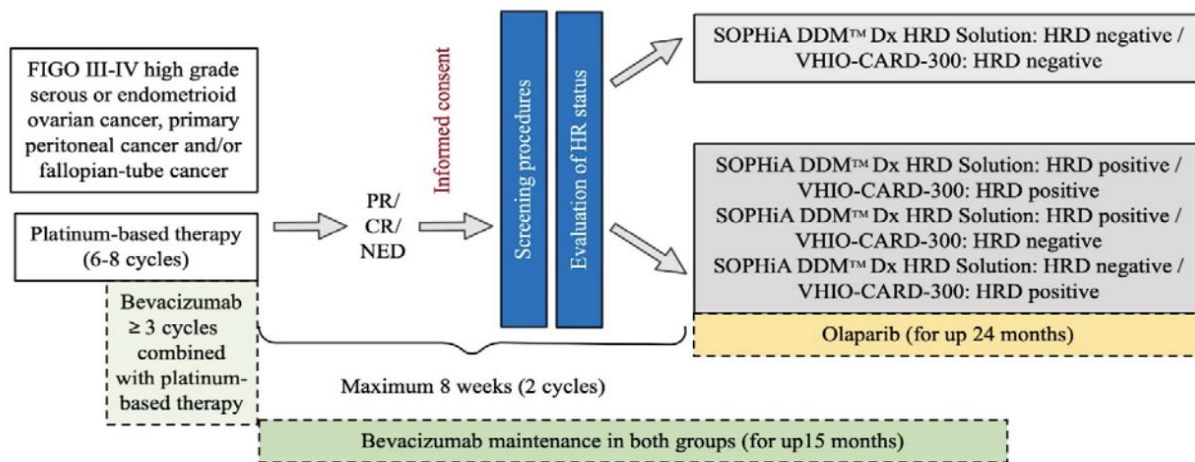 FIGO III-IV high grade
serous or endometrioid
ovarian cancer, primary
peritoneal cancer and/or
fallopian-tube cancer
Platinum-based therapy
(6-8 cycles)
Bevacizumab
≥ 3 cycles
combined
with platinum-
based therapy
PR/
CR/
NED
Informed consent
Screening procedures
Evaluation of HR status
SOPHiA DDM™ Dx HRD Solution: HRD negative /
VHIO-CARD-300: HRD negative
SOPHiA DDM™ Dx HRD Solution: HRD positive /
VHIO-CARD-300: HRD positive
SOPHiA DDM™ Dx HRD Solution: HRD positive /
VHIO-CARD-300: HRD negative
SOPHiA DDM™ Dx HRD Solution: HRD negative /
VHIO-CARD-300: HRD positive
Olaparib (for up 24 months)
Maximum 8 weeks (2 cycles)
Bevacizumab maintenance in both groups (for up15 months)